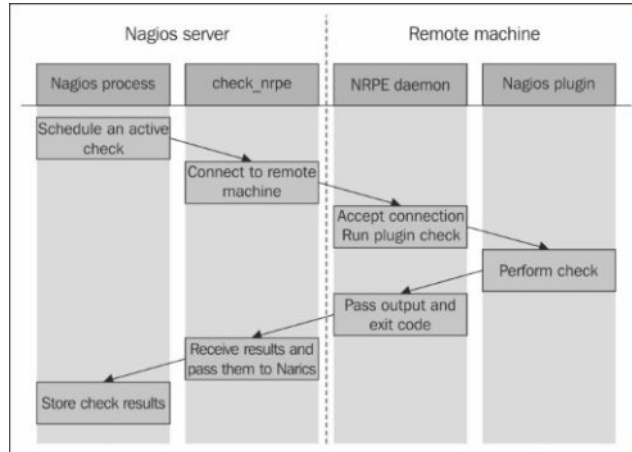 Nagios server
Remote machine
Nagios process
check_nrpe
NRPE daemon
Nagios plugin
Schedule an active
check
Connect to remote
machine
Accept connection
Run plugin check
Perform check
Pass output and
exit code
Receive results and
pass them to Narics
Store check results